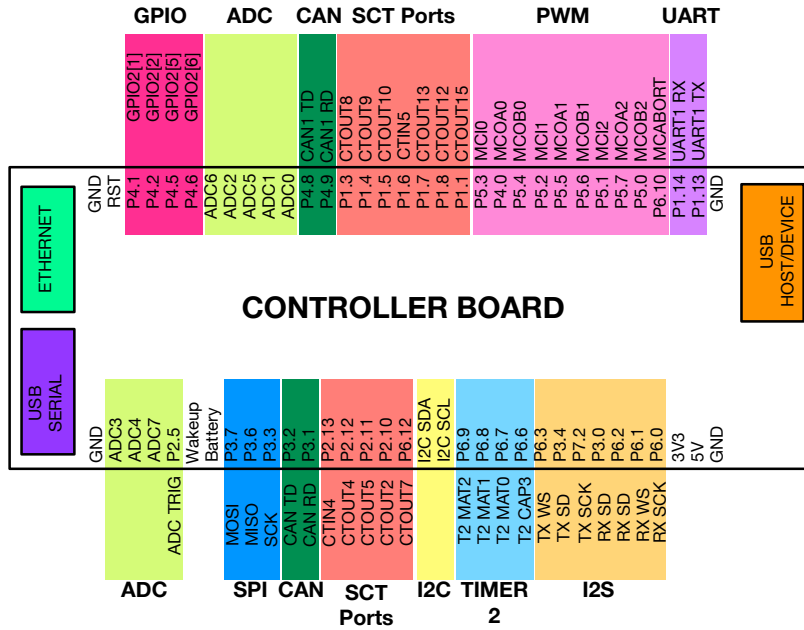 GPIO ADC CAN SCT Ports PWM UART
GPIO2[1]
GPIO2[2]
GPIO2[5]
GPIO2[6]
CAN1 TD
CAN1 RD
CTOUT8
CTOUT9
CTOUT10
CTIN5
CTOUT13
CTOUT12
CTOUT15
MCI0
MCOA0
MCOB0
MCI1
MCOA1
MCOB1
MCI2
MCOA2
MCOB2
MCABORT
UART1 RX
UART1 TX
GND
RST
P4.1
P4.2
P4.5
P4.6
ADC6
ADC2
ADC5
ADC1
ADC0
P4.8
P4.9
P1.3
P1.4
P1.5
P1.6
P1.7
P1.8
P1.1
P5.3
P4.0
P5.4
P5.2
P5.5
P5.6
P5.1
P5.7
P5.0
P6.10
P1.14
P1.13
GND
ETHERNET
USB
HOST/DEVICE
CONTROLLER BOARD
USB
SERIAL
GND
ADC3
ADC4
ADC7
P2.5
Wakeup
Battery
P3.7
P3.6
P3.3
P3.2
P3.1
P2.13
P2.12
P2.11
P2.10
P6.12
I2C SDA
I2C SCL
P6.9
P6.8
P6.7
P6.6
P6.3
P3.4
P7.2
P3.0
P6.2
P6.1
P6.0
3V3
5V
GND
ADC TRIG
MOSI
MISO
SCK
CAN TD
CAN RD
CTIN4
CTOUT4
CTOUT5
CTOUT2
CTOUT7
T2 MAT2
T2 MAT1
T2 MAT0
T2 CAP3
TX WS
TX SD
TX SCK
RX SD
RX SD
RX WS
RX SCK
ADC SPI CAN SCT I2C TIMER I2S
Ports 2